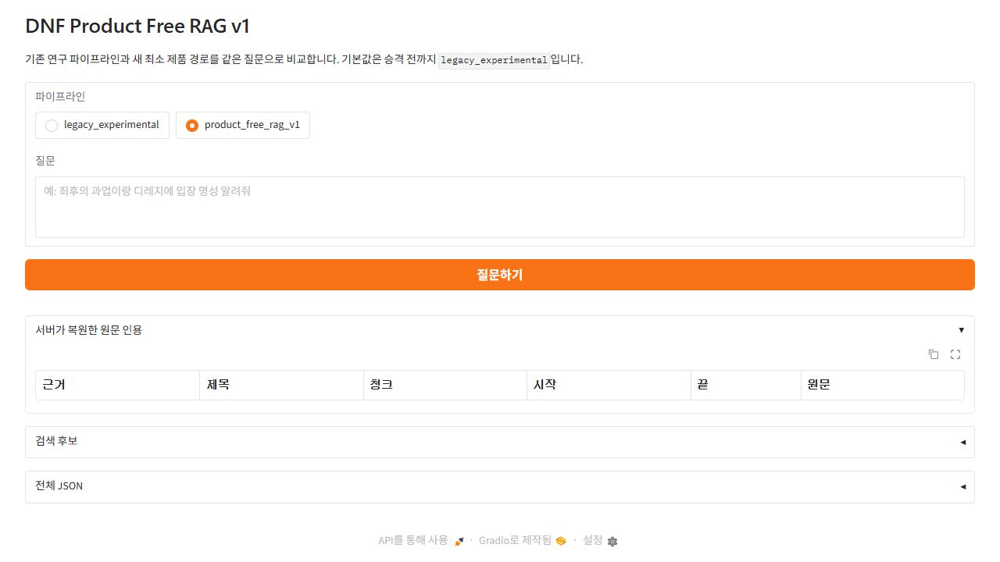 DNF Product Free RAG v1
기존 연구 파이프라인과 새 최소 제품 경로를 같은 질문으로 비교합니다. 기본값은 승격 전까지 legacy_experimental 입니다.
파이프라인
legacy_experimental
product_free_rag_v1
질문
예: 최후의 과업이랑 디레지에 입장 명성 알려줘
질문하기
서버가 복원한 원문 인용
근거 제목 청크 시작 끝 원문
검색 후보
전체 JSON
API를 통해 사용 · Gradio로 제작됨 · 설정